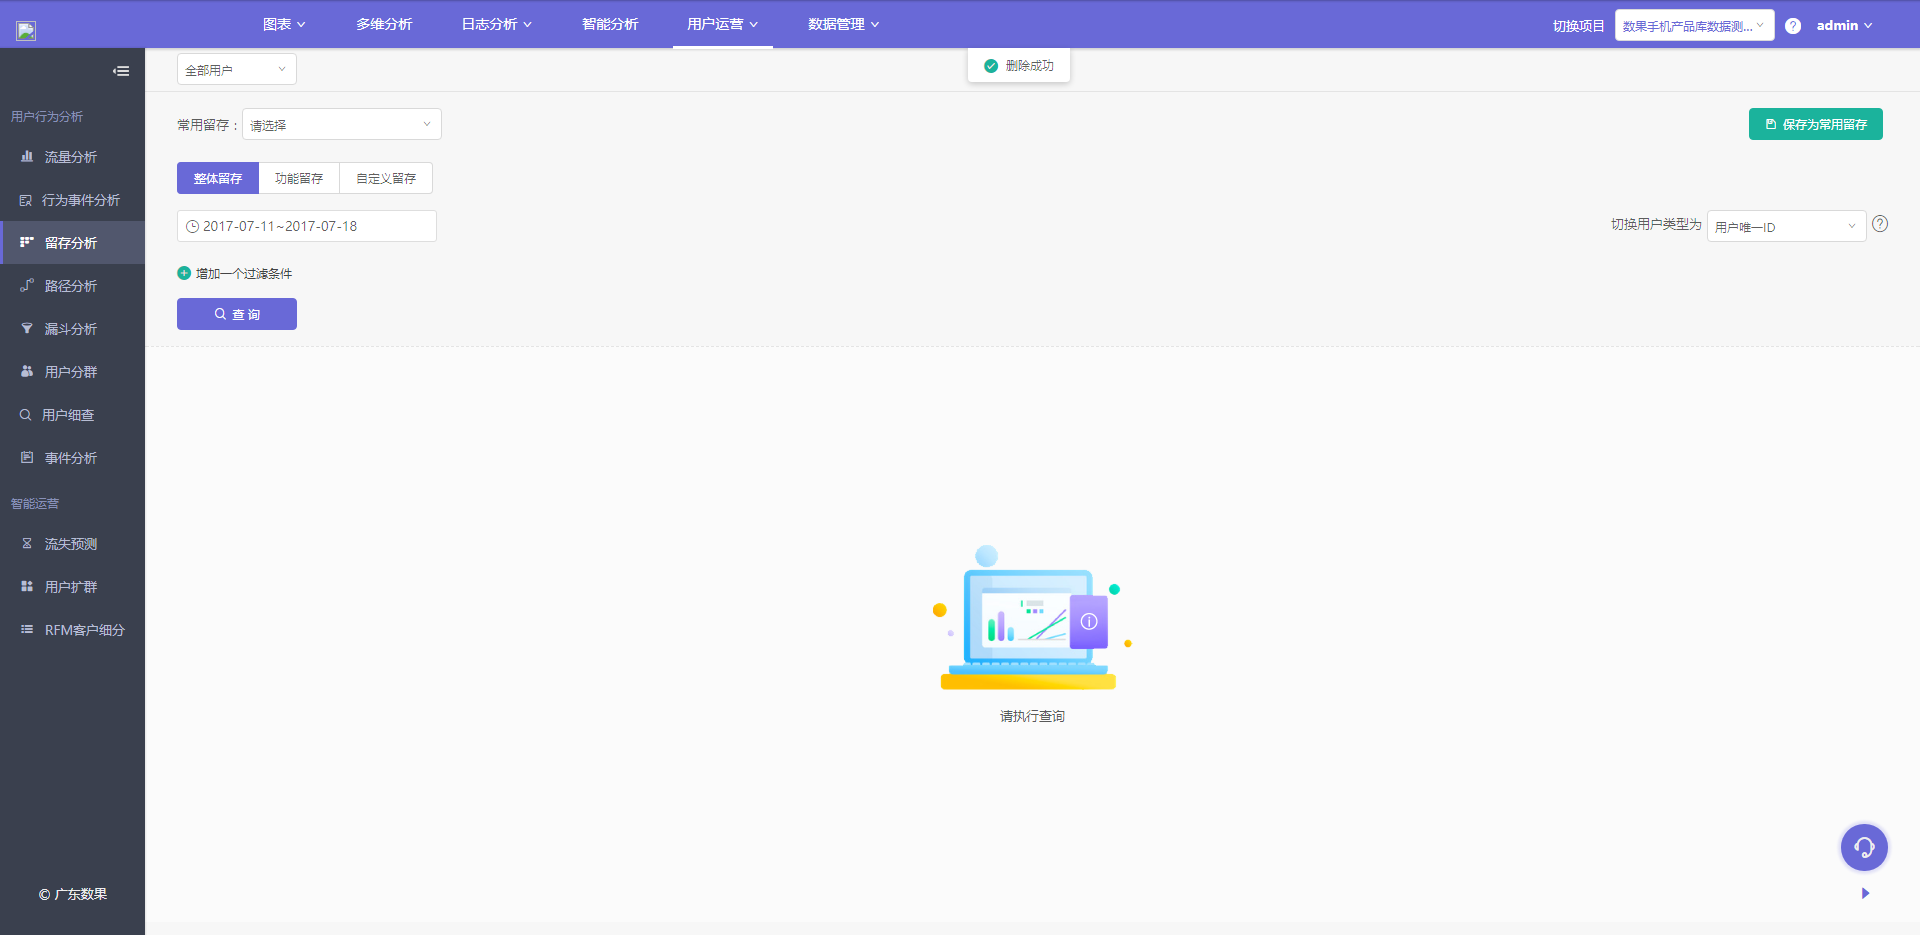 图表
多维分析
日志分析
智能分析
用户运营
数据管理
切换项目
数果手机产品库数据测...
?
admin
全部用户
删除成功
用户行为分析
流量分析
行为事件分析
留存分析
路径分析
漏斗分析
用户分群
用户细查
事件分析
智能运营
流失预测
用户扩群
RFM客户细分
© 广东数果
常用留存 :
请选择
保存为常用留存
整体留存
功能留存
自定义留存
2017-07-11~2017-07-18
切换用户类型为
用户唯一ID
?
增加一个过滤条件
查 询
请执行查询